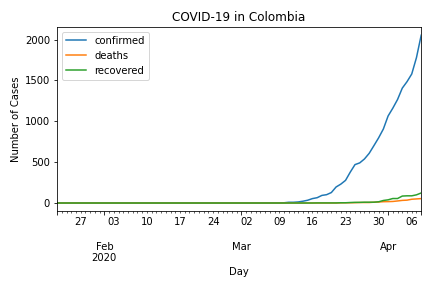 COVID-19 in Colombia
confirmed
deaths
recovered
Number of Cases
2000
1500
1000
500
0
27 03 10 17 24 02 09 16 23 30 06
Feb Mar Apr
2020
Day